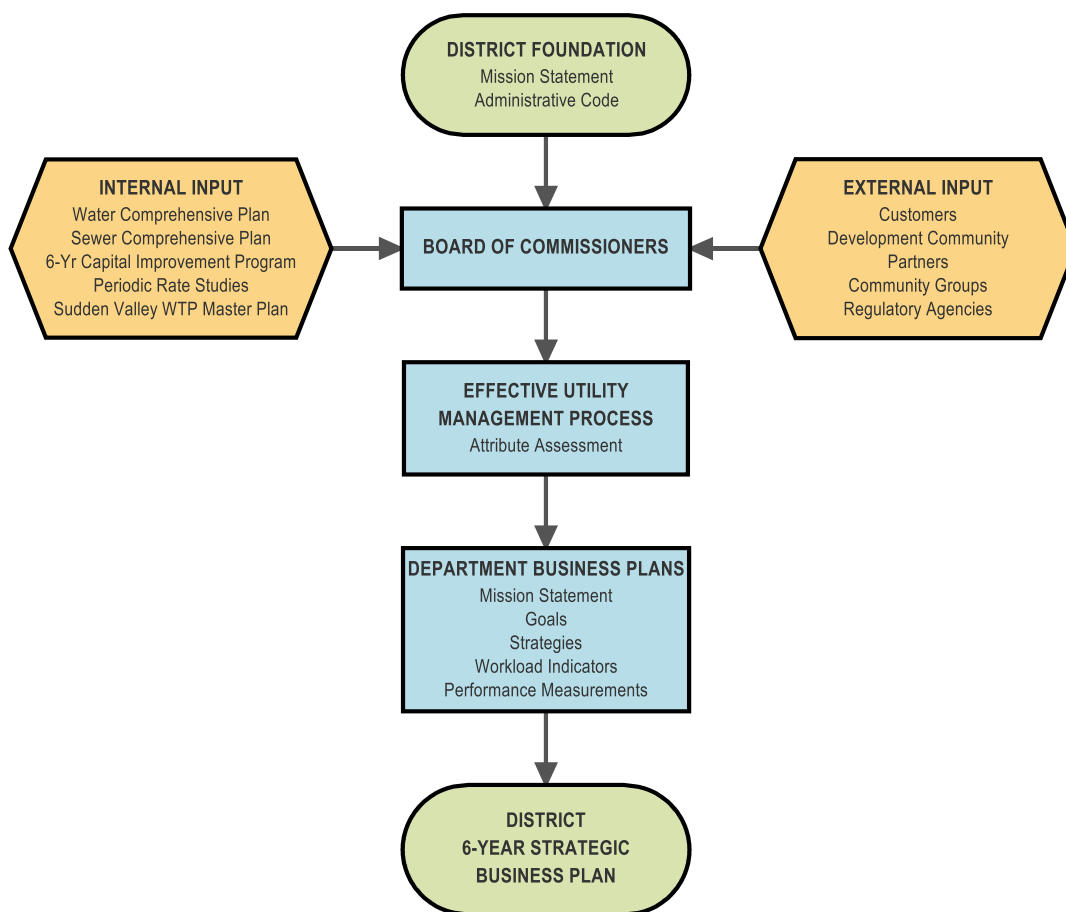 DISTRICT FOUNDATION
Mission Statement
Administrative Code
INTERNAL INPUT
Water Comprehensive Plan
Sewer Comprehensive Plan
6-Yr Capital Improvement Program
Periodic Rate Studies
Sudden Valley WTP Master Plan
BOARD OF COMMISSIONERS
EXTERNAL INPUT
Customers
Development Community
Partners
Community Groups
Regulatory Agencies
EFFECTIVE UTILITY
MANAGEMENT PROCESS
Attribute Assessment
DEPARTMENT BUSINESS PLANS
Mission Statement
Goals
Strategies
Workload Indicators
Performance Measurements
DISTRICT
6-YEAR STRATEGIC
BUSINESS PLAN